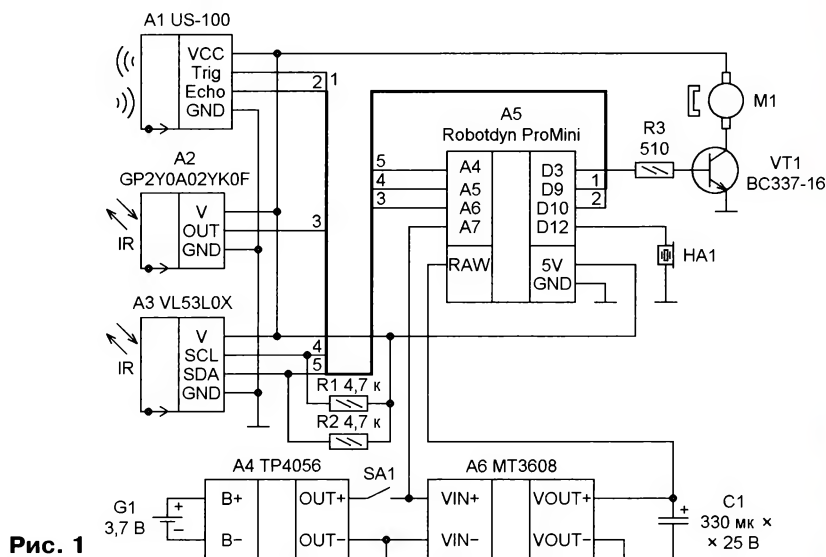 A1 US-100
VCC
Trig
Echo
GND
1
2
A2
GP2Y0A02YK0F
V
OUT
GND
IR
3
A3 VL53L0X
V
SCL
SDA
GND
IR
4
5
R1 4,7 к
R2 4,7 к
A5
Robotdyn ProMini
5
4
3
A4
A5
A6
A7
RAW
D3
D9
D10
D12
5V
GND
1
2
R3
510
M1
VT1
BC337-16
HA1
A4 TP4056
G1
3,7 В
+
–
B+
B–
OUT+
OUT–
SA1
A6 MT3608
VIN+
VIN–
VOUT+
VOUT–
+
C1
330 мк ×
× 25 В
Рис. 1